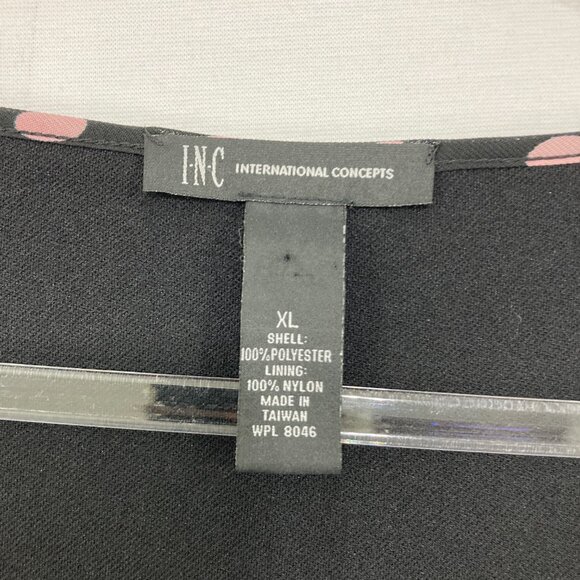 I·N·C INTERNATIONAL CONCEPTS
XL
SHELL:
100%POLYESTER
LINING:
100% NYLON
MADE IN
TAIWAN
WPL 8046